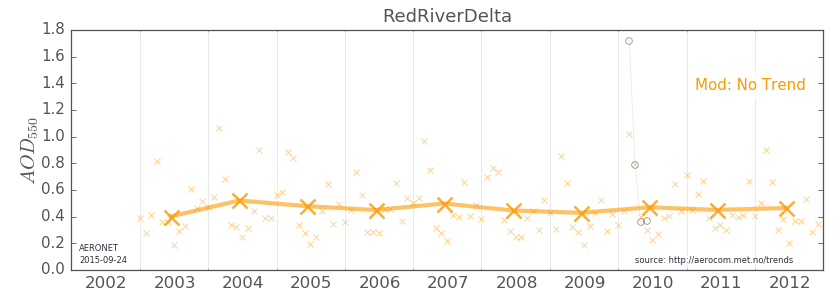 RedRiverDelta
1.8
1.6
1.4
1.2
1.0
0.8
0.6
0.4
0.2
0.0
AOD550
Mod: No Trend
AERONET
2015-09-24
source: http://aerocom.met.no/trends
2002 2003 2004 2005 2006 2007 2008 2009 2010 2011 2012